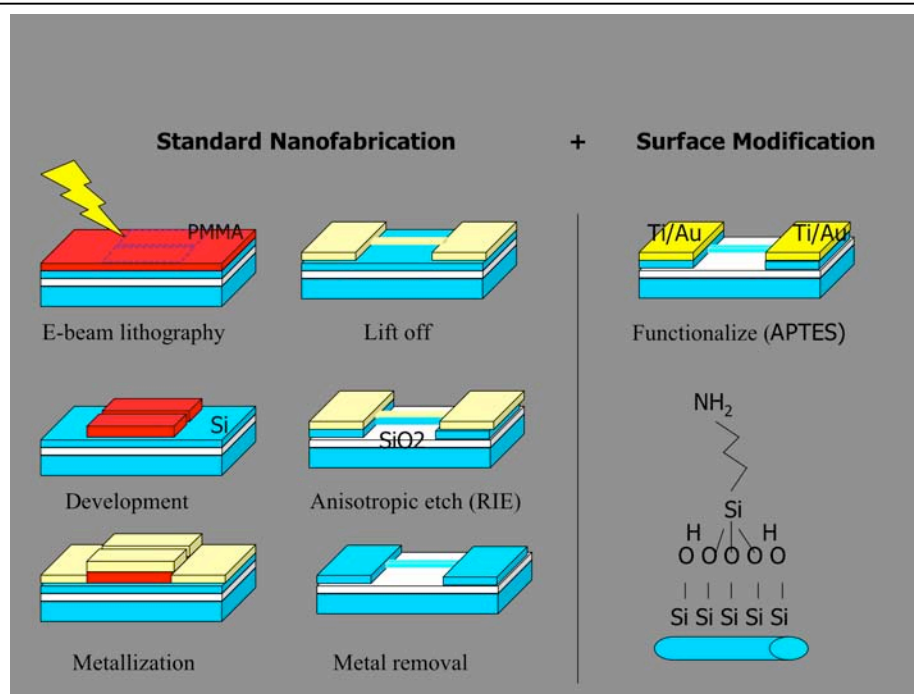 Standard Nanofabrication + Surface Modification
PMMA
E-beam lithography
Lift off
Si
Development
SiO2
Anisotropic etch (RIE)
Metallization
Metal removal
Ti/Au Ti/Au
Functionalize (APTES)
NH2
Si
H H
O O O O O
Si Si Si Si Si